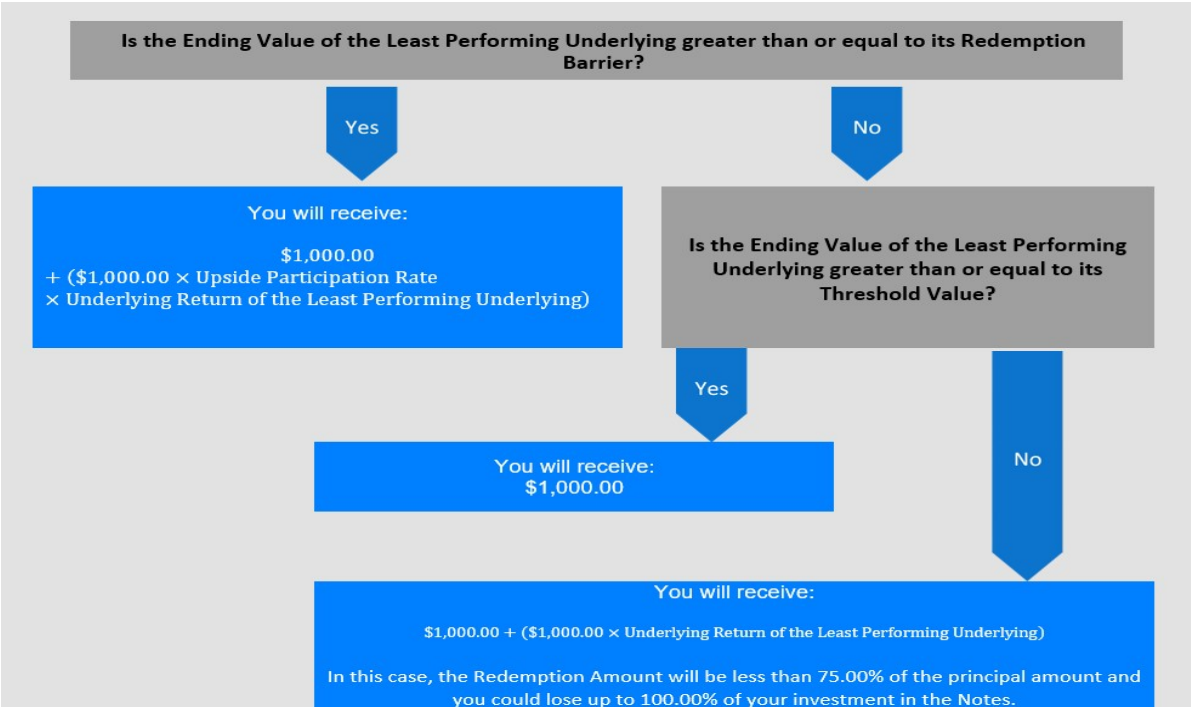 Is the Ending Value of the Least Performing Underlying greater than or equal to its Redemption
Barrier?
Yes
No
You will receive:
$1,000.00
+ ($1,000.00 × Upside Participation Rate
× Underlying Return of the Least Performing Underlying)
Is the Ending Value of the Least Performing
Underlying greater than or equal to its
Threshold Value?
Yes
No
You will receive:
$1,000.00
You will receive:
$1,000.00 + ($1,000.00 × Underlying Return of the Least Performing Underlying)
In this case, the Redemption Amount will be less than 75.00% of the principal amount and
you could lose up to 100.00% of your investment in the Notes.